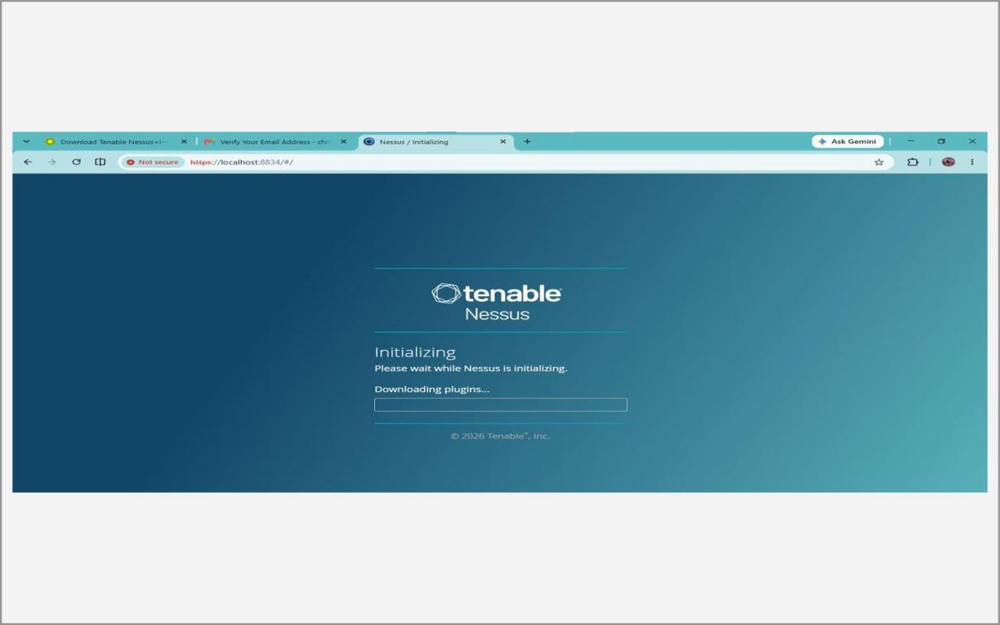 Download Tenable Nessus<!--
Verify Your Email Address - chi
Nessus / Initializing
Ask Gemini
Not secure https://localhost:8834/#/
tenable
Nessus
Initializing
Please wait while Nessus is initializing.
Downloading plugins...
© 2026 Tenable™, Inc.